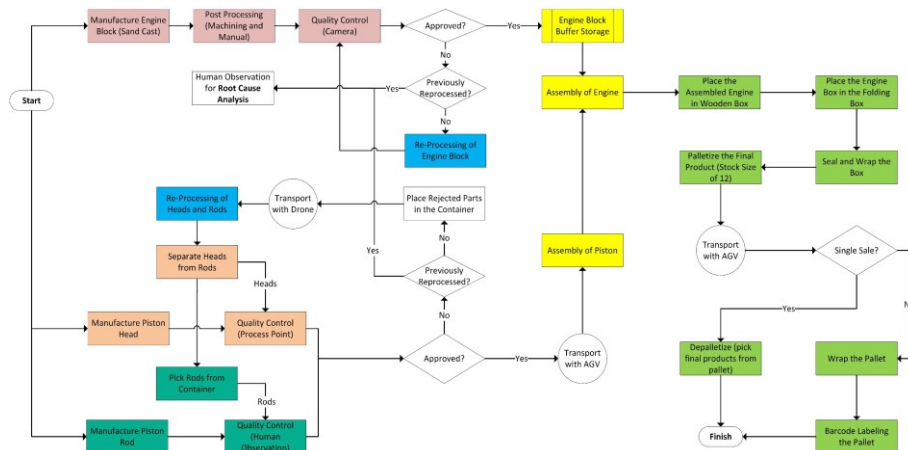 Manufacture Engine
Block (Sand Cast)
Post Processing
(Machining and
Manual)
Quality Control
(Camera)
Approved?
Yes
Engine Block
Buffer Storage
No
Human Observation
for Root Cause
Analysis
Yes
Previously
Reprocessed?
Start
Assembly of Engine
Place the
Assembled Engine
in Wooden Box
Place the Engine
Box in the Folding
Box
No
Re-Processing of
Engine Block
Palletize the Final
Product (Stock Size
of 12)
Seal and Wrap the
Box
Re-Processing of
Heads and Rods
Transport
with Drone
Place Rejected Parts
in the Container
No
Yes
Separate Heads
from Rods
Heads
Previously
Reprocessed?
Assembly of Piston
Transport
with AGV
Single Sale?
Yes
No
Manufacture Piston
Head
Quality Control
(Process Point)
Approved?
Yes
Transport
with AGV
Depalletize (pick
final products from
pallet)
Wrap the Pallet
Pick Rods from
Container
Rods
Manufacture Piston
Rod
Quality Control
(Human
Observation)
Finish
Barcode Labeling
the Pallet